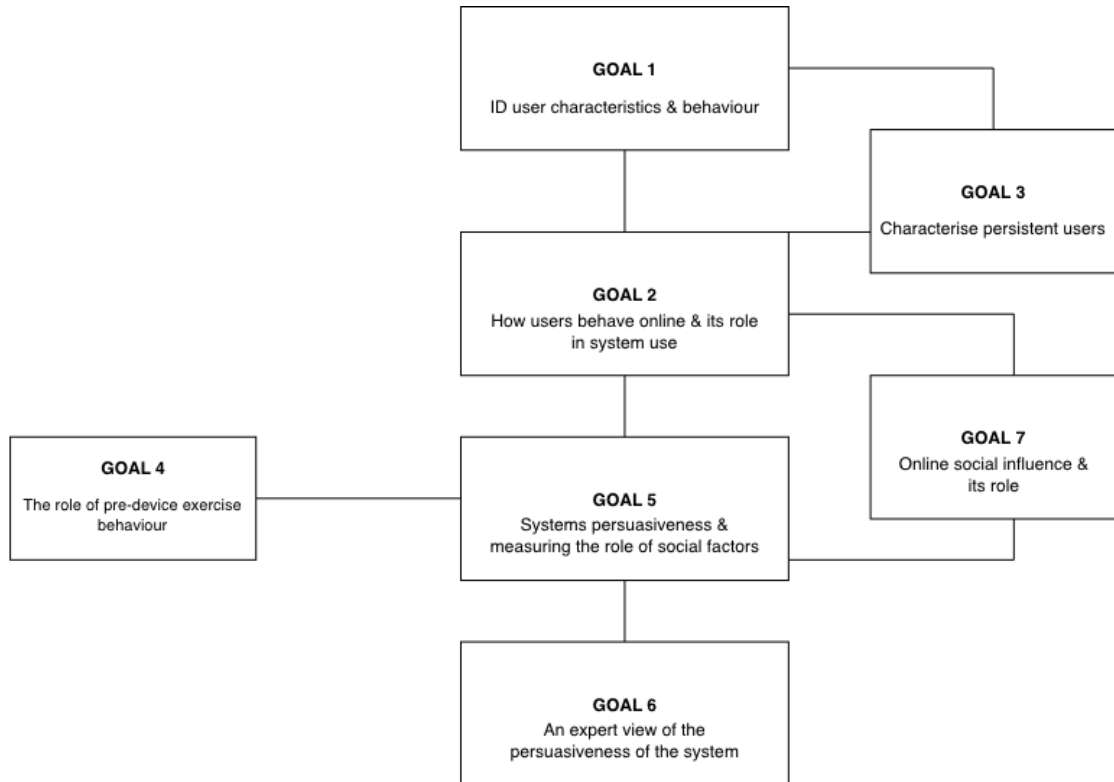 GOAL 1
ID user characteristics & behaviour
GOAL 3
Characterise persistent users
GOAL 2
How users behave online & its role
in system use
GOAL 7
Online social influence &
its role
GOAL 4
The role of pre-device exercise
behaviour
GOAL 5
Systems persuasiveness &
measuring the role of social factors
GOAL 6
An expert view of the
persuasiveness of the system